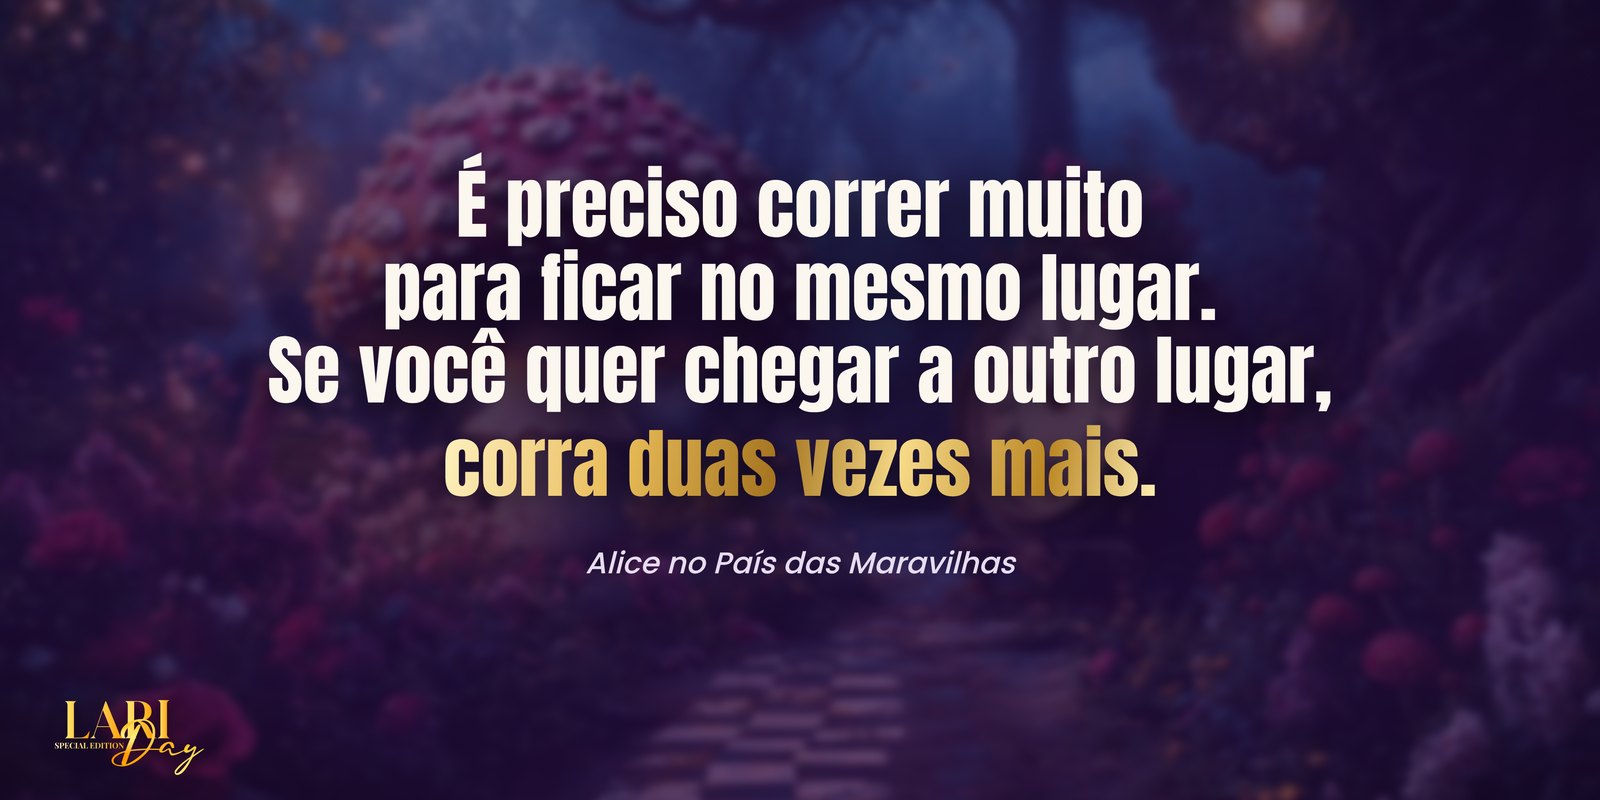 É preciso correr muito
para ficar no mesmo lugar.
Se você quer chegar a outro lugar,
corra duas vezes mais.
Alice no País das Maravilhas
LARI
SPECIAL EDITION Day